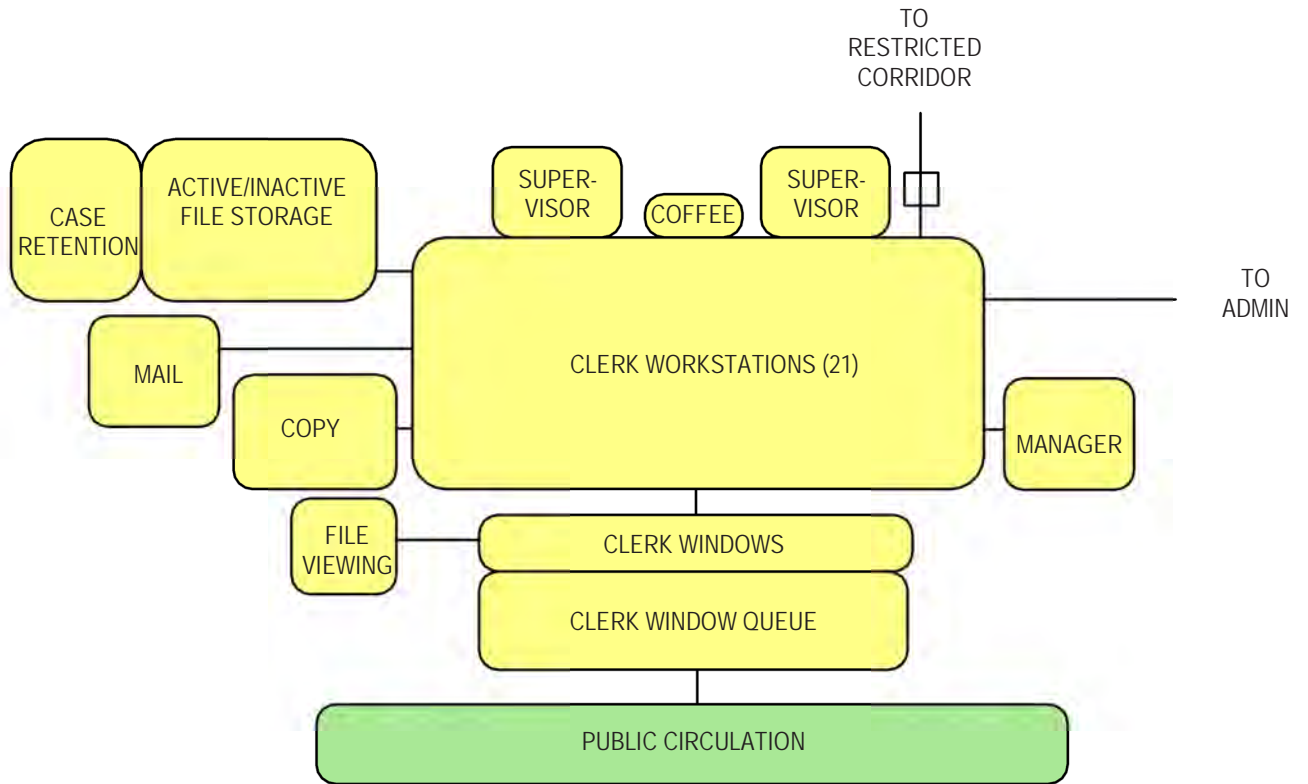 TO
RESTRICTED
CORRIDOR
SUPER-
VISOR
COFFEE
SUPER-
VISOR
ACTIVE/INACTIVE
FILE STORAGE
CASE
RETENTION
TO
ADMIN
MAIL
CLERK WORKSTATIONS (21)
COPY
MANAGER
FILE
VIEWING
CLERK WINDOWS
CLERK WINDOW QUEUE
PUBLIC CIRCULATION